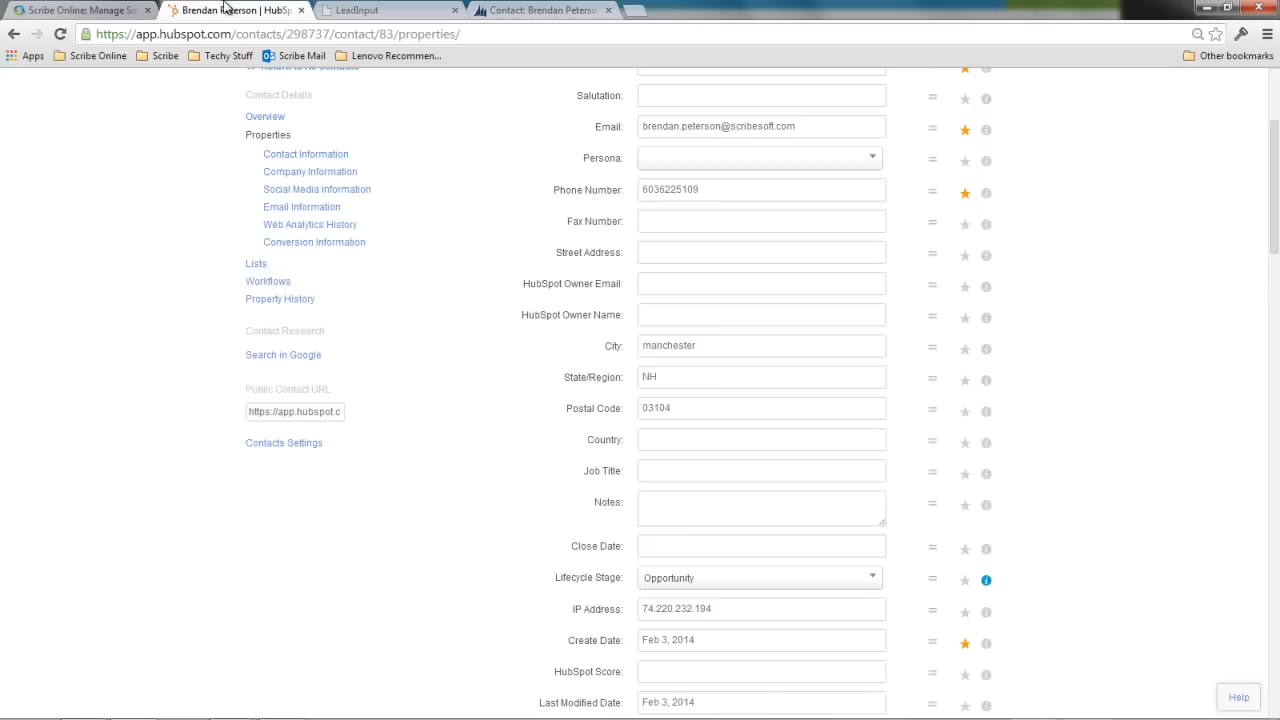 Scribe Online: Manage So
Brendan Peterson | HubSp
LeadInput
Contact: Brendan Peterso
https://app.hubspot.com/contacts/298737/contact/83/properties/
Apps
Scribe Online
Scribe
Techy Stuff
Scribe Mail
Lenovo Recommen...
Other bookmarks
Return to All Contacts
Contact Details
Overview
Properties
Contact Information
Company Information
Social Media Information
Email Information
Web Analytics History
Conversion Information
Lists
Workflows
Property History
Contact Research
Search in Google
Public Contact URL
https://app.hubspot.c
Contacts Settings
Salutation:
Email: brendan.peterson@scribesoft.com
Persona:
Phone Number: 6036225109
Fax Number:
Street Address:
HubSpot Owner Email:
HubSpot Owner Name:
City: manchester
State/Region: NH
Postal Code:
Country:
Job Title:
Notes:
Close Date:
Lifecycle Stage: Opportunity
IP Address: 74.220.232.194
Create Date: Feb 3, 2014
HubSpot Score:
Last Modified Date: Feb 3, 2014
Help